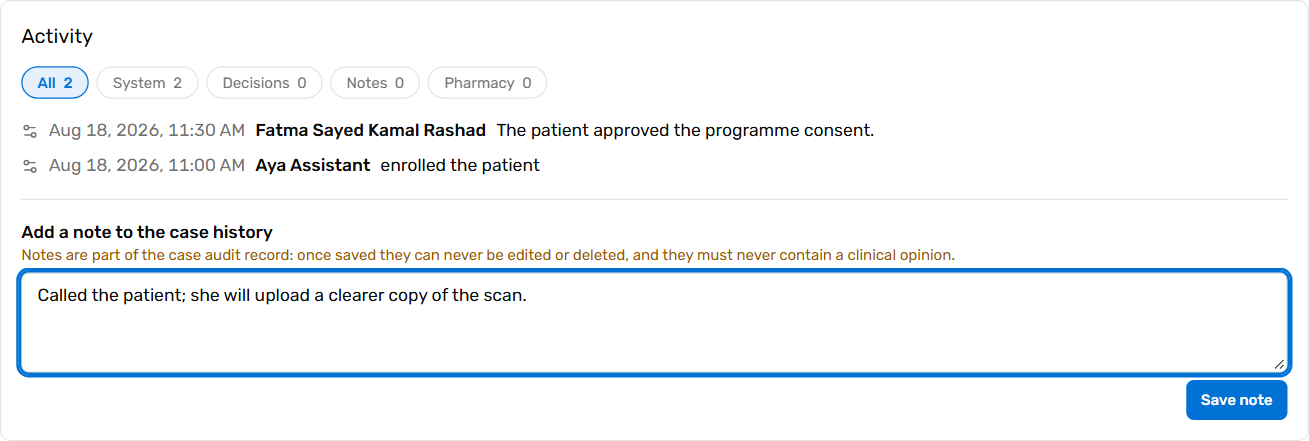 Activity
All 2 System 2 Decisions 0 Notes 0 Pharmacy 0
Aug 18, 2026, 11:30 AM Fatma Sayed Kamal Rashad The patient approved the programme consent.
Aug 18, 2026, 11:00 AM Aya Assistant enrolled the patient
Add a note to the case history
Notes are part of the case audit record: once saved they can never be edited or deleted, and they must never contain a clinical opinion.
Called the patient; she will upload a clearer copy of the scan.
Save note